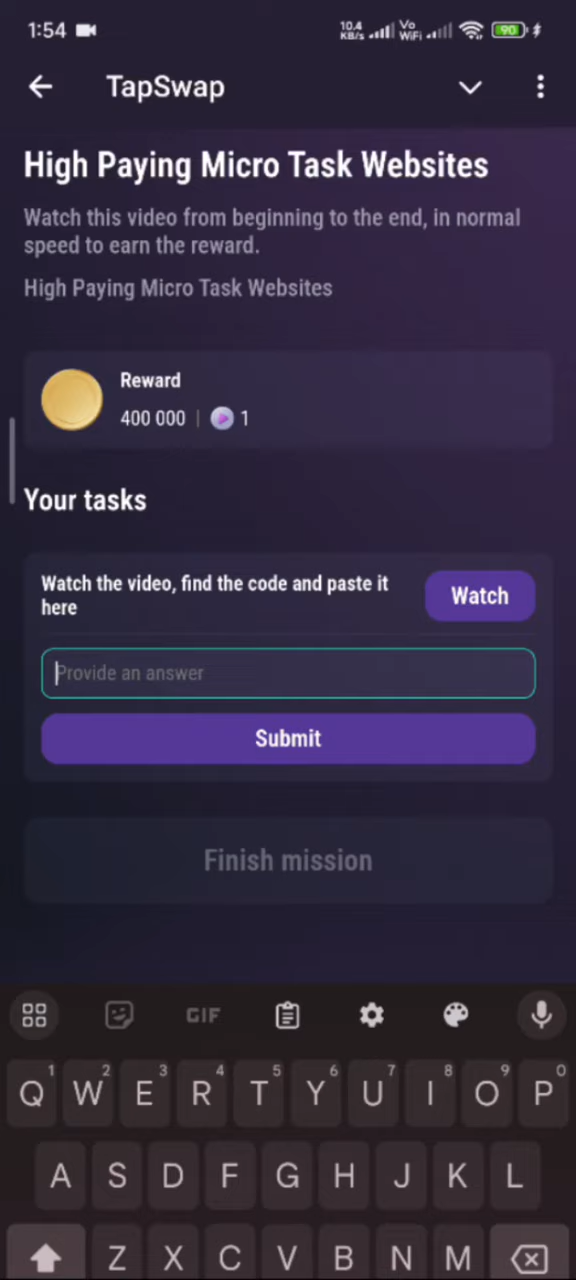 1:54
10.4 KB/s Vo WiFi 90
TapSwap
High Paying Micro Task Websites
Watch this video from beginning to the end, in normal
speed to earn the reward.
High Paying Micro Task Websites
Reward
400 000 | 1
Your tasks
Watch the video, find the code and paste it
here
Watch
Provide an answer
Submit
Finish mission
GIF
1 2 3 4 5 6 7 8 9 0
Q W E R T Y U I O P
A S D F G H J K L
Z X C V B N M